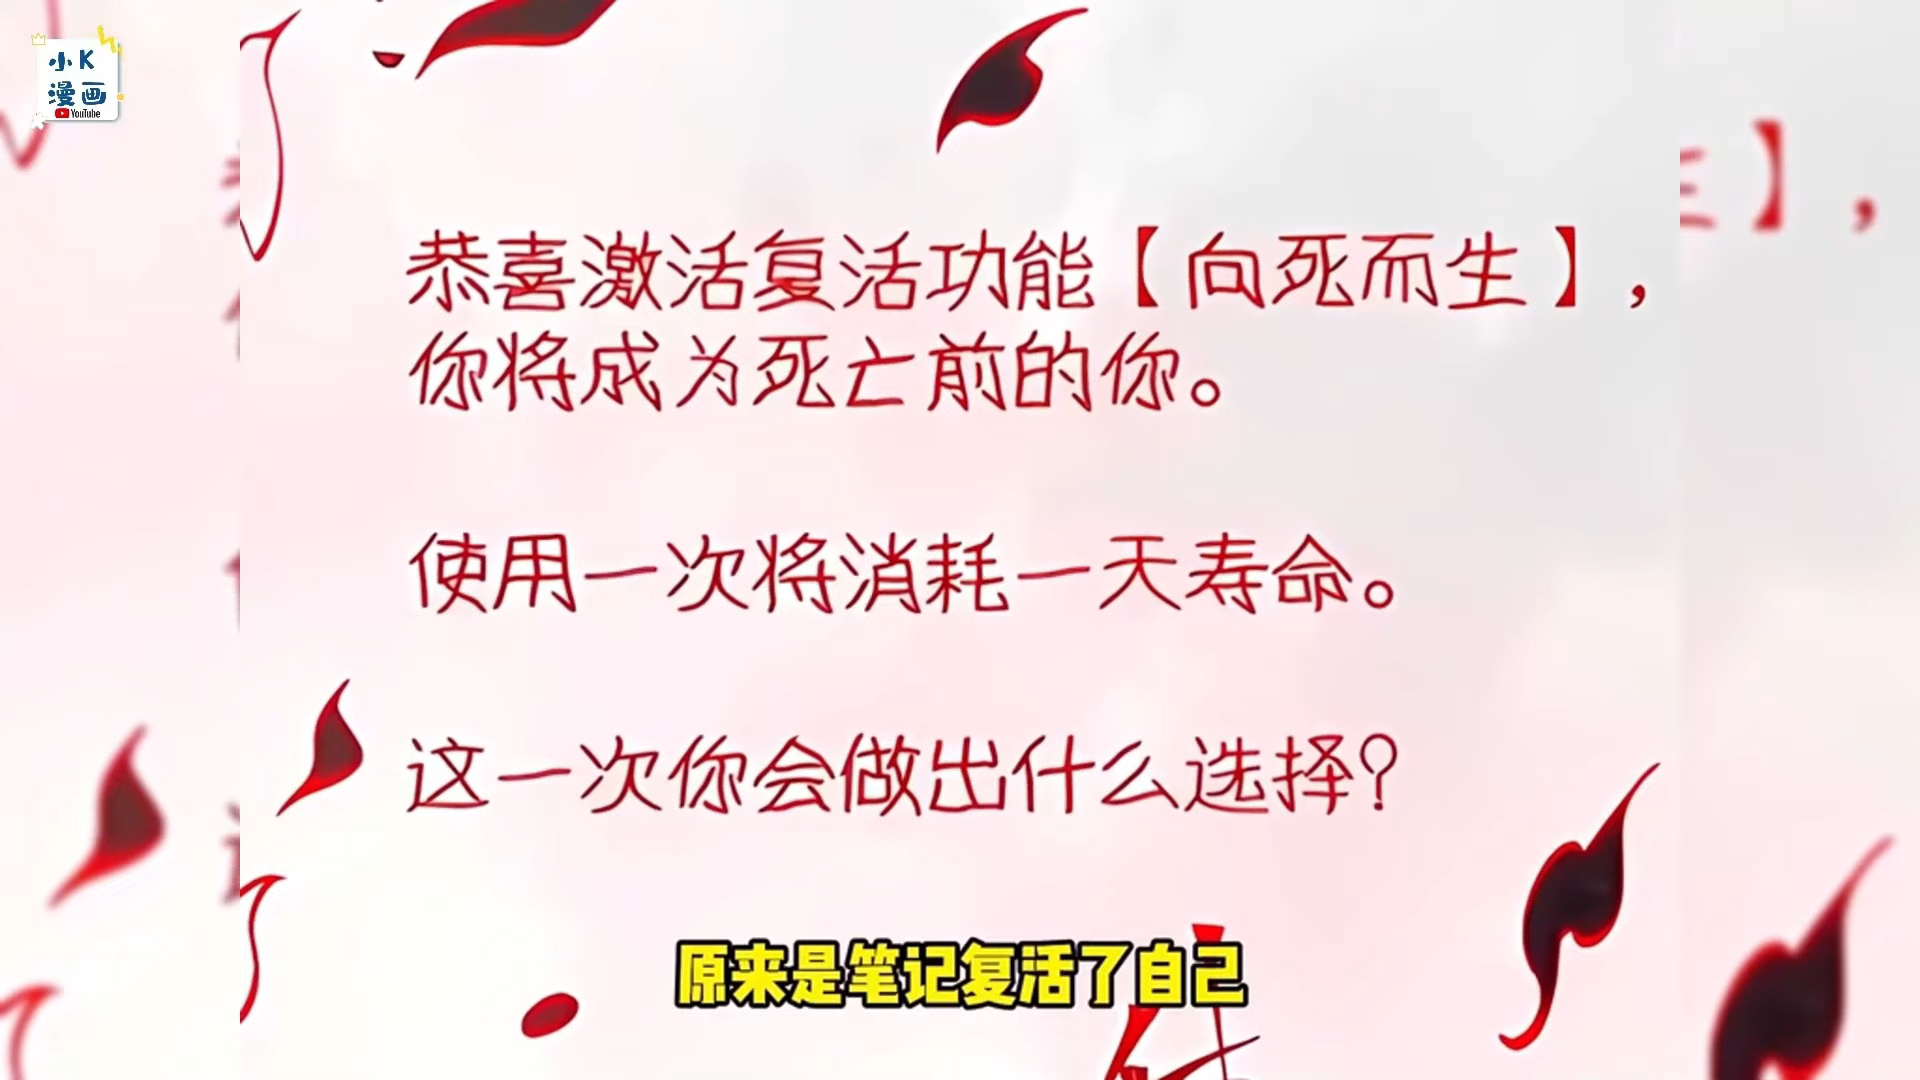 小K
漫画
YouTube
恭喜激活复活功能【向死而生】，
你将成为死亡前的你。
使用一次将消耗一天寿命。
这一次你会做出什么选择？
原来是笔记复活了自己